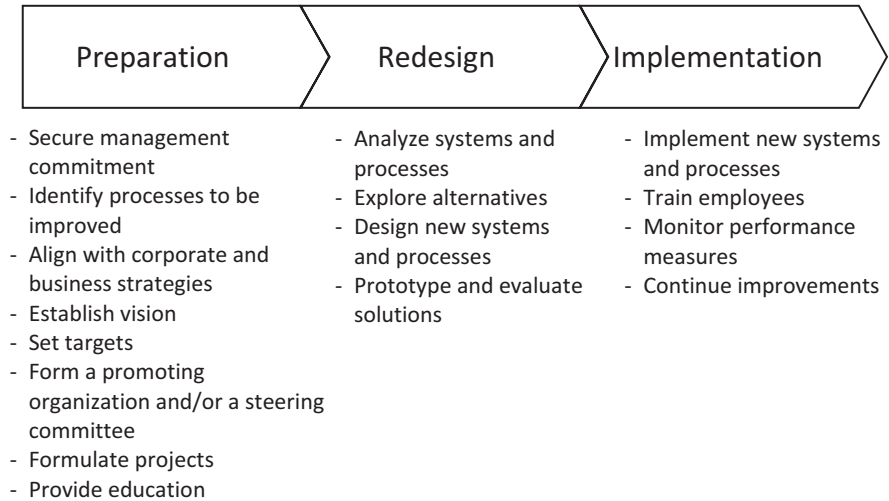 Preparation
Redesign
Implementation
- Secure management
commitment
- Identify processes to be
improved
- Align with corporate and
business strategies
- Establish vision
- Set targets
- Form a promoting
organization and/or a steering
committee
- Formulate projects
- Provide education
- Analyze systems and
processes
- Explore alternatives
- Design new systems
and processes
- Prototype and evaluate
solutions
- Implement new systems
and processes
- Train employees
- Monitor performance
measures
- Continue improvements